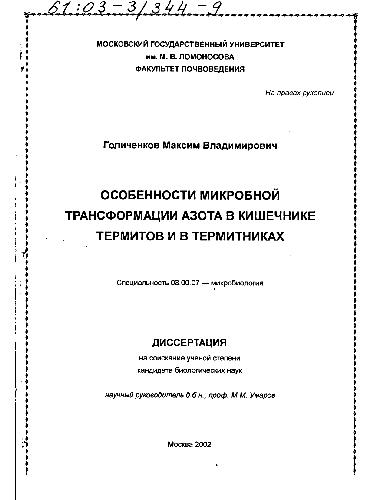 61:03-3/344-9
МОСКОВСКИЙ ГОСУДАРСТВЕННЫЙ УНИВЕРСИТЕТ
им. М. В. ЛОМОНОСОВА
ФАКУЛЬТЕТ ПОЧВОВЕДЕНИЯ
На правах рукописи
Голиченков Максим Владимирович
ОСОБЕННОСТИ МИКРОБНОЙ
ТРАНСФОРМАЦИИ АЗОТА В КИШЕЧНИКЕ
ТЕРМИТОВ И В ТЕРМИТНИКАХ
Специальность 03.00.07 — микробиология
ДИССЕРТАЦИЯ
на соискание ученой степени
кандидата биологических наук
научный руководитель д.б.н., проф. М.М. Умаров
Москва 2002